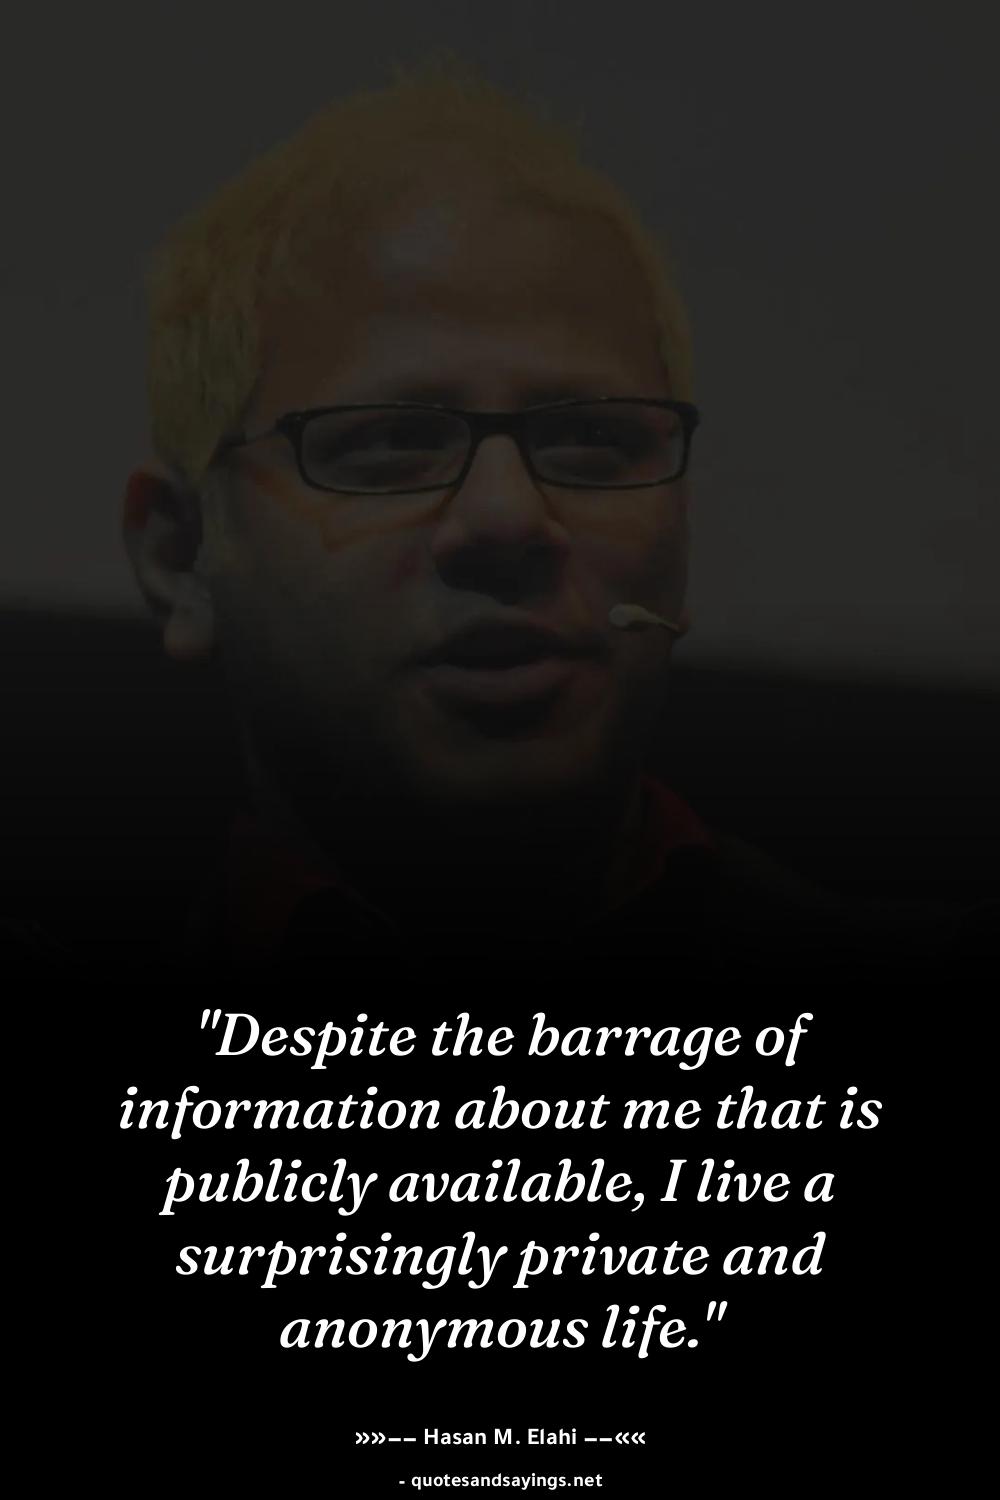 "Despite the barrage of
information about me that is
publicly available, I live a
surprisingly private and
anonymous life."
»»–– Hasan M. Elahi ––««
- quotesandsayings.net